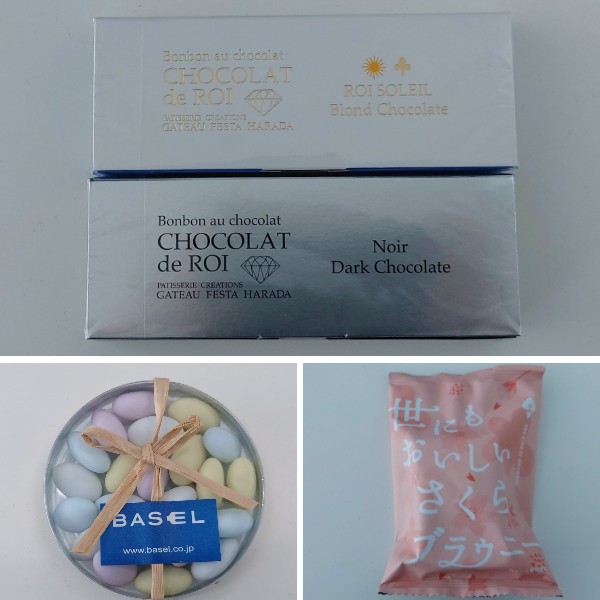 Bonbon au chocolat
CHOCOLAT
de ROI
PATISSERIE CREATIONS
GATEAU FESTA HARADA
ROI SOLEIL
Blond Chocolate
Bonbon au chocolat
CHOCOLAT
de ROI
PATISSERIE CREATIONS
GATEAU FESTA HARADA
Noir
Dark Chocolate
BASEL
www.basel.co.jp
世にも
おいしい
さくら
ブラウニー